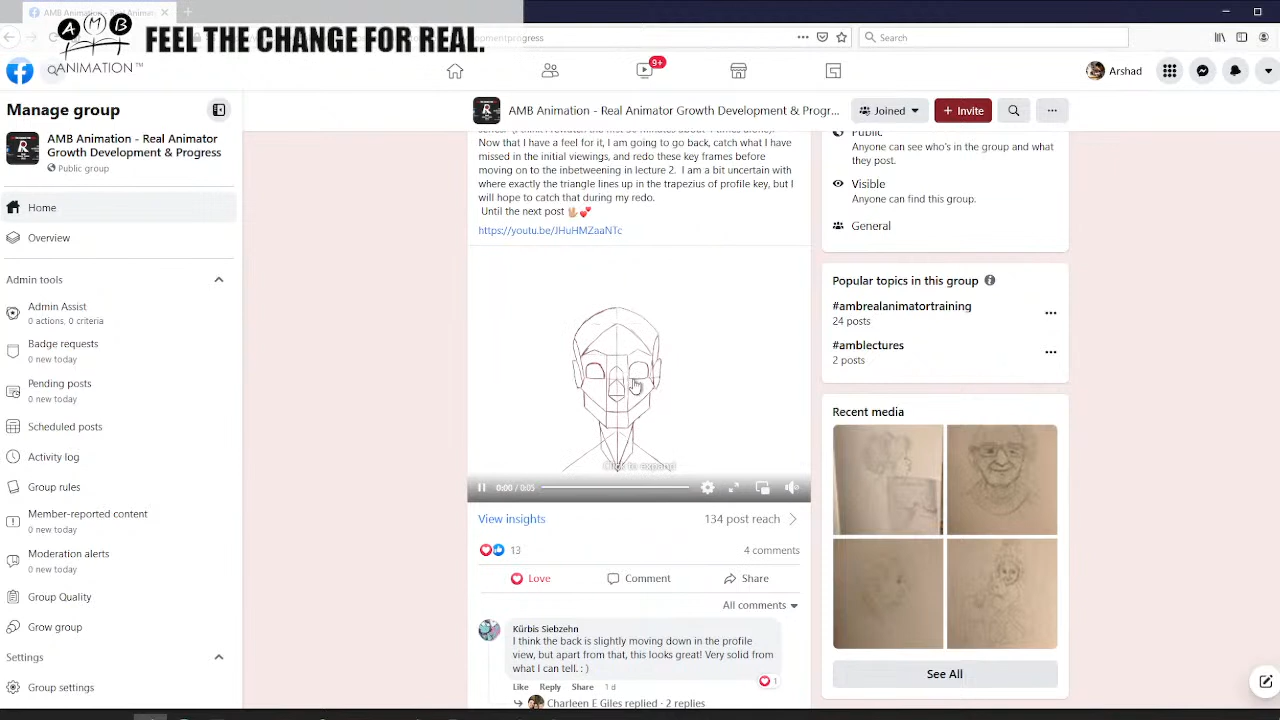 AMB Animation - Real Anima
AMB
ANIMATION™
FEEL THE CHANGE FOR REAL.
developmentprogress
Search
9+
Arshad
Manage group
AMB Animation - Real Animator
Growth Development & Progress
Public group
Home
Overview
Admin tools
Admin Assist
0 actions, 0 criteria
Badge requests
0 new today
Pending posts
0 new today
Scheduled posts
Activity log
Group rules
Member-reported content
0 new today
Moderation alerts
0 new today
Group Quality
Grow group
Settings
Group settings
AMB Animation - Real Animator Growth Development & Progr...
Joined
+ Invite
Now that I have a feel for it, I am going to go back, catch what I have
missed in the initial viewings, and redo these key frames before
moving on to the inbetweening in lecture 2. I am a bit uncertain with
where exactly the triangle lines up in the trapezius of profile key, but I
will hope to catch that during my redo.
Until the next post 🖖💕
https://youtu.be/JHuHMZaaNTc
Click to expand
0:00 / 0:05
View insights
134 post reach
13
4 comments
Love
Comment
Share
All comments
Kürbis Siebzehn
I think the back is slightly moving down in the profile
view, but apart from that, this looks great! Very solid from
what I can tell. : )
1
Like Reply Share 1 d
Charleen E Giles replied · 2 replies
Public
Anyone can see who's in the group and what
they post.
Visible
Anyone can find this group.
General
Popular topics in this group
#ambrealanimatortraining
24 posts
#amblectures
2 posts
Recent media
See All